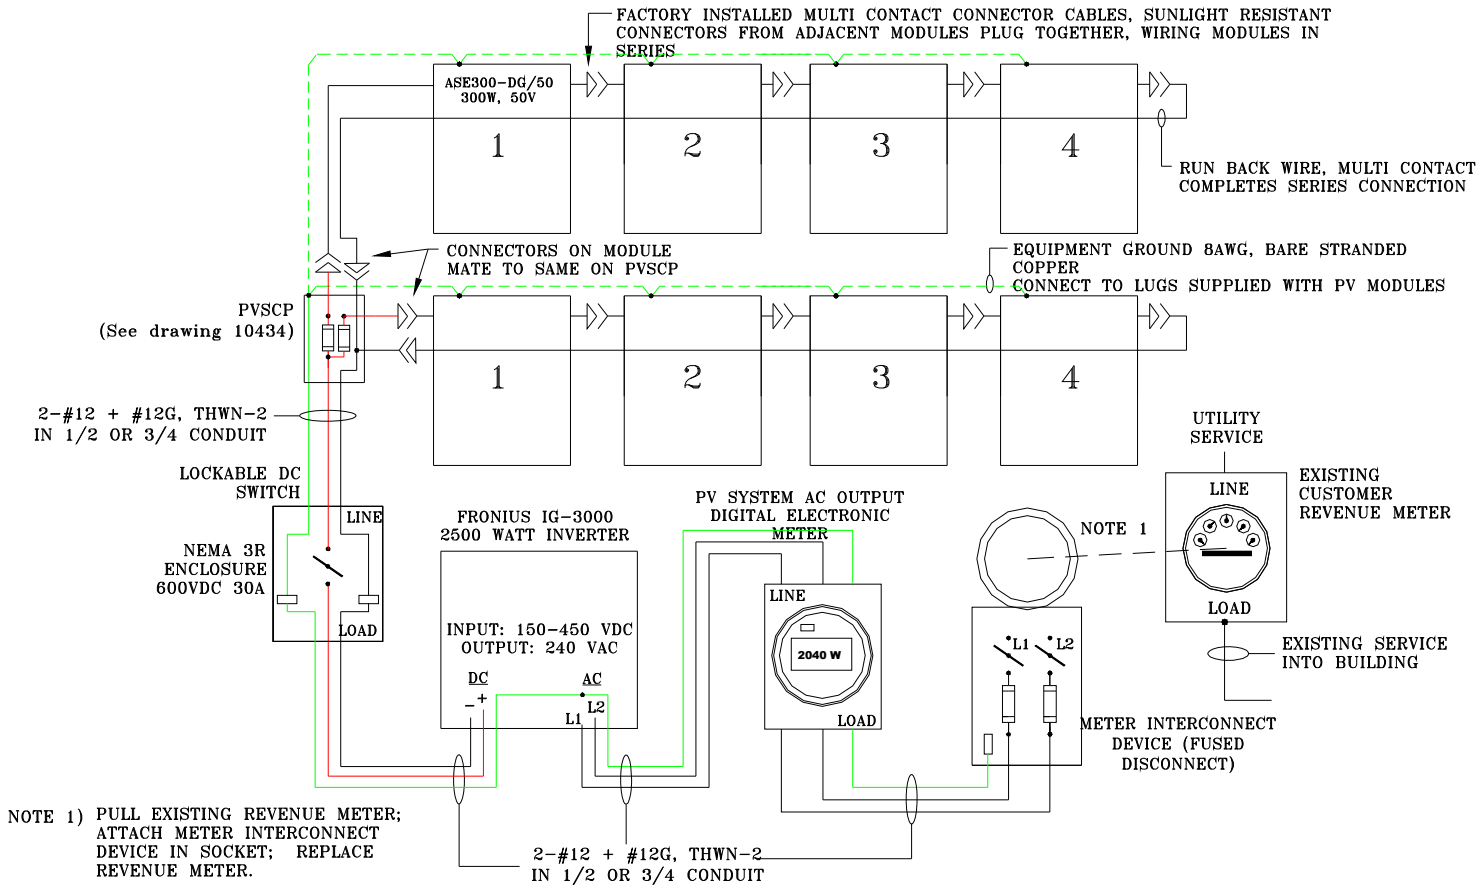 FACTORY INSTALLED MULTI CONTACT CONNECTOR CABLES, SUNLIGHT RESISTANT
CONNECTORS FROM ADJACENT MODULES PLUG TOGETHER, WIRING MODULES IN
SERIES
ASE300-DG/50
300W, 50V
1
2
3
4
RUN BACK WIRE, MULTI CONTACT
COMPLETES SERIES CONNECTION
CONNECTORS ON MODULE
MATE TO SAME ON PVSCP
EQUIPMENT GROUND 8AWG, BARE STRANDED
COPPER
CONNECT TO LUGS SUPPLIED WITH PV MODULES
PVSCP
(See drawing 10434)
1
2
3
4
2-#12 + #12G, THWN-2
IN 1/2 OR 3/4 CONDUIT
UTILITY
SERVICE
LOCKABLE DC
SWITCH
LINE
NEMA 3R
ENCLOSURE
600VDC 30A
LOAD
FRONIUS IG-3000
2500 WATT INVERTER
INPUT: 150-450 VDC
OUTPUT: 240 VAC
DC
- +
AC
L2
L1
PV SYSTEM AC OUTPUT
DIGITAL ELECTRONIC
METER
LINE
2040 W
LOAD
NOTE 1
L1
L2
METER INTERCONNECT
DEVICE (FUSED
DISCONNECT)
LINE
LOAD
EXISTING
CUSTOMER
REVENUE METER
EXISTING SERVICE
INTO BUILDING
NOTE 1) PULL EXISTING REVENUE METER;
ATTACH METER INTERCONNECT
DEVICE IN SOCKET; REPLACE
REVENUE METER.
2-#12 + #12G, THWN-2
IN 1/2 OR 3/4 CONDUIT